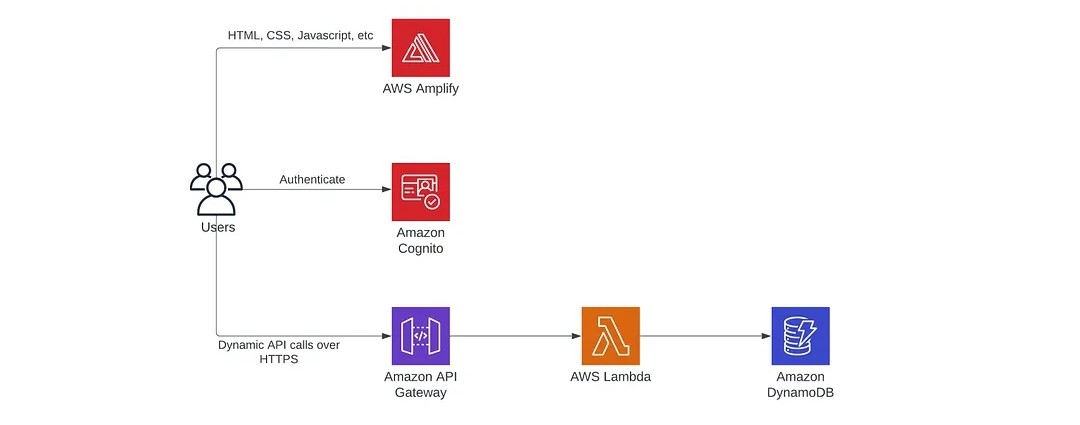 HTML, CSS, Javascript, etc
AWS Amplify
Authenticate
Users
Amazon
Cognito
Dynamic API calls over
HTTPS
Amazon API
Gateway
AWS Lambda
Amazon
DynamoDB